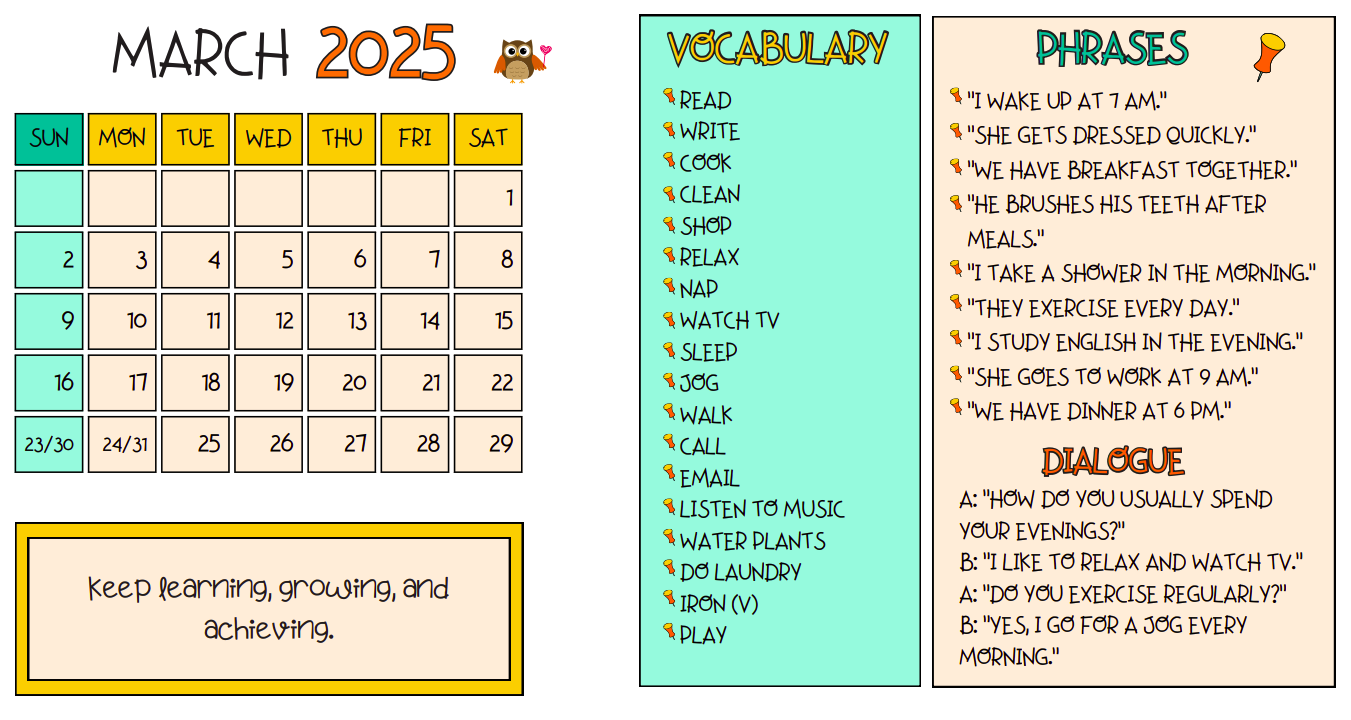 MARCH 2025
SUN MON TUE WED THU FRI SAT
1
2 3 4 5 6 7 8
9 10 11 12 13 14 15
16 17 18 19 20 21 22
23/30 24/31 25 26 27 28 29
Keep learning, growing, and
achieving.
VOCABULARY
READ
WRITE
COOK
CLEAN
SHOP
RELAX
NAP
WATCH TV
SLEEP
JOG
WALK
CALL
EMAIL
LISTEN TO MUSIC
WATER PLANTS
DO LAUNDRY
IRON (V)
PLAY
PHRASES
"I WAKE UP AT 7 AM."
"SHE GETS DRESSED QUICKLY."
"WE HAVE BREAKFAST TOGETHER."
"HE BRUSHES HIS TEETH AFTER
MEALS."
"I TAKE A SHOWER IN THE MORNING."
"THEY EXERCISE EVERY DAY."
"I STUDY ENGLISH IN THE EVENING."
"SHE GOES TO WORK AT 9 AM."
"WE HAVE DINNER AT 6 PM."
DIALOGUE
A: "HOW DO YOU USUALLY SPEND
YOUR EVENINGS?"
B: "I LIKE TO RELAX AND WATCH TV."
A: "DO YOU EXERCISE REGULARLY?"
B: "YES, I GO FOR A JOG EVERY
MORNING."